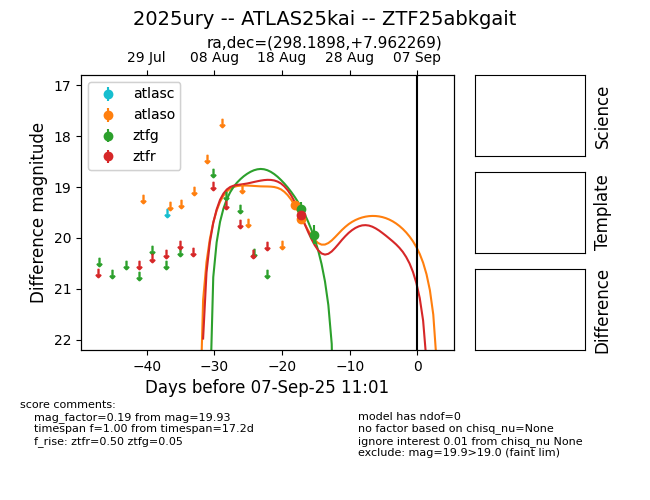 2025ury -- ATLAS25kai -- ZTF25abkgait
ra,dec=(298.1898,+7.962269)
29 Jul 08 Aug 18 Aug 28 Aug 07 Sep
atlasc
atlaso
ztfg
ztfr
17
18
19
20
21
22
Difference magnitude
−40 −30 −20 −10 0
Days before 07-Sep-25 11:01
Science
Template
Difference
score comments:
mag_factor=0.19 from mag=19.93
timespan f=1.00 from timespan=17.2d
f_rise: ztfr=0.50 ztfg=0.05
model has ndof=0
no factor based on chisq_nu=None
ignore interest 0.01 from chisq_nu None
exclude: mag=19.9>19.0 (faint lim)